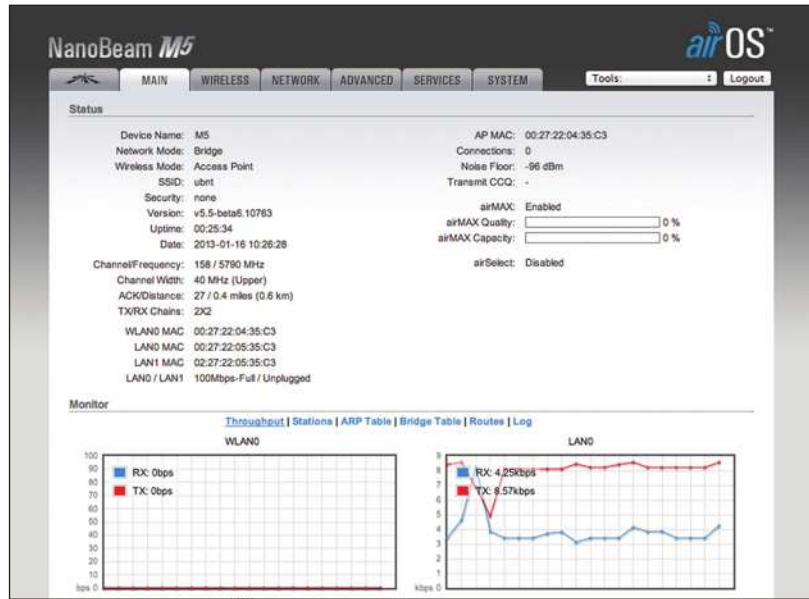 NanoBeam M5
airOS™
MAIN WIRELESS NETWORK ADVANCED SERVICES SYSTEM Tools: Logout
Status
Device Name: M5
Network Mode: Bridge
Wireless Mode: Access Point
SSID: ubnt
Security: none
Version: v5.5-beta6.10763
Uptime: 00:25:34
Date: 2013-01-16 10:26:28
Channel/Frequency: 158 / 5790 MHz
Channel Width: 40 MHz (Upper)
ACK/Distance: 27 / 0.4 miles (0.6 km)
TX/RX Chains: 2X2
WLAN0 MAC 00:27:22:04:35:C3
LAN0 MAC 00:27:22:05:35:C3
LAN1 MAC 02:27:22:05:35:C3
LAN0 / LAN1 100Mbps-Full / Unplugged
AP MAC: 00:27:22:04:35:C3
Connections: 0
Noise Floor: -96 dBm
Transmit CCQ: -
airMAX: Enabled
airMAX Quality: 0 %
airMAX Capacity: 0 %
airSelect: Disabled
Monitor
Throughput | Stations | ARP Table | Bridge Table | Routes | Log
WLAN0
100
90
80
70
60
50
40
30
20
10
bps 0
RX: 0bps
TX: 0bps
LAN0
9
8
7
6
5
4
3
2
1
kbps 0
RX: 4.25kbps
TX: 8.57kbps